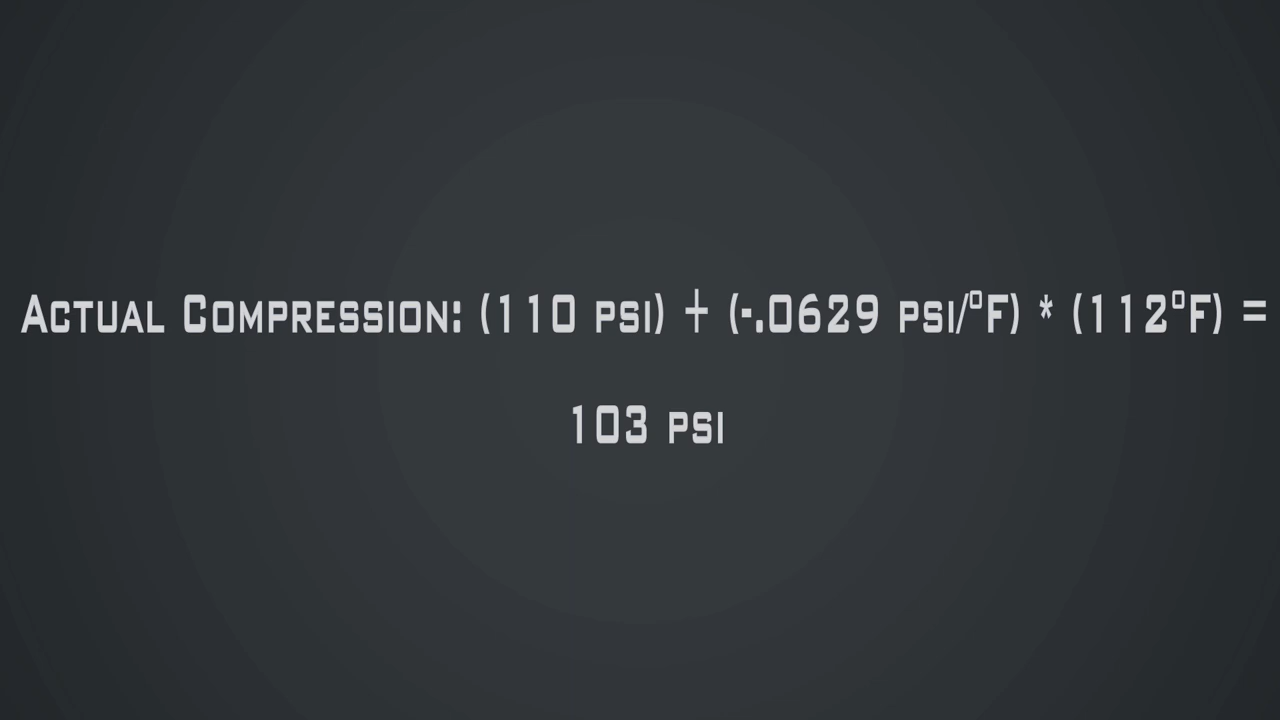 Actual Compression: (110 psi) + (-.0629 psi/°F) * (112°F) =
103 psi